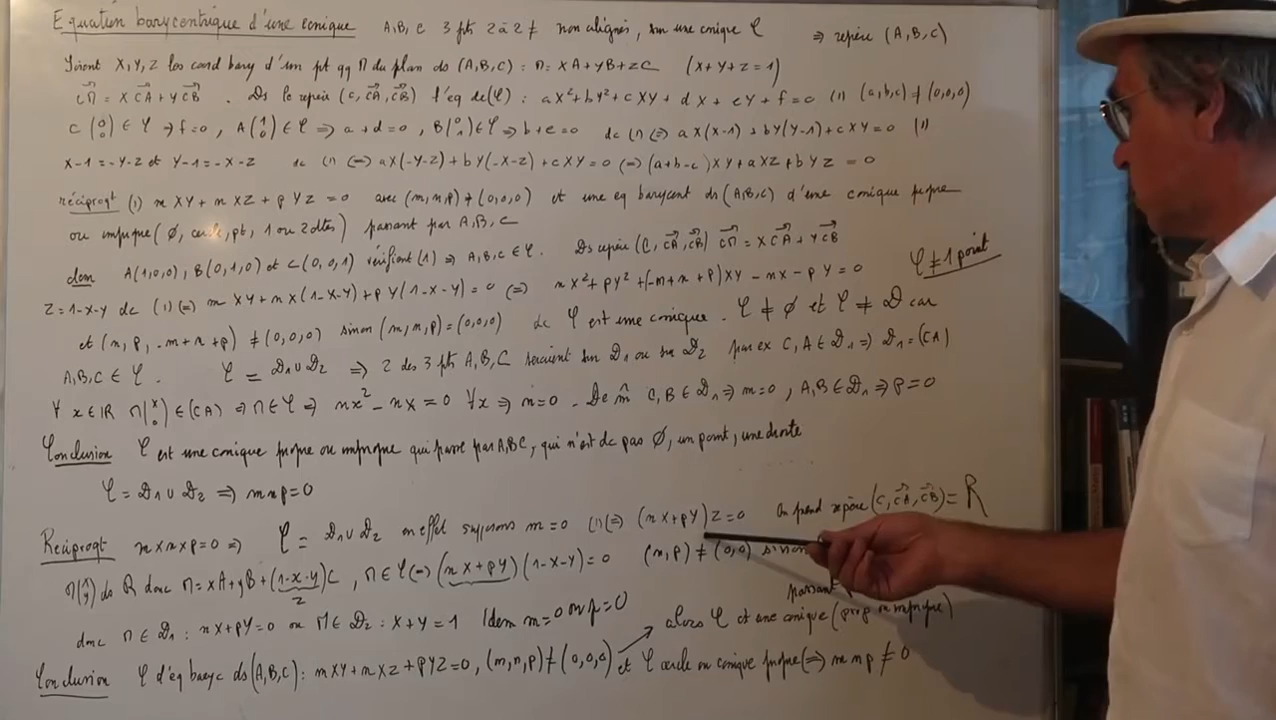 Equation barycentrique d'une conique A,B,C 3 pts 2 à 2 ≠ non alignés, sur une conique 𝒞 ⇒ repère (A,B,C)
Soient X,Y,Z les coord bary d'un pt qq M du plan ds (A,B,C) : M = XA+YB+ZC (X+Y+Z=1)
CM⃗ = X CA⃗ + Y CB⃗ . Ds le repère (C, CA⃗, CB⃗) l'eq de (𝒞) : aX²+bY²+cXY+dX+eY+f=0 (1) (a,b,c) ≠ (0,0,0)
C (0 0) ∈ 𝒞 ⇒ f=0, A(1 0) ∈ 𝒞 ⇒ a+d=0, B(0 1) ∈ 𝒞 ⇒ b+e=0 dc (1) ⇔ aX(X-1)+bY(Y-1)+cXY=0 (1)
X-1=-Y-Z et Y-1=-X-Z dc (1) ⇔ aX(-Y-Z)+bY(-X-Z)+cXY=0 ⇔ (a+b-c)XY+aXZ+bYZ=0
réciproqt (1) mXY+nXZ+pYZ=0 avec (m,n,p) ≠ (0,0,0) et une eq barycent ds (A,B,C) d'une conique propre
ou impropre (∅, cercle, pt, 1 ou 2 dtes) passant par A,B,C
dem A(1,0,0), B(0,1,0) et C(0,0,1) vérifient (1) ⇒ A,B,C ∈ 𝒞. Ds repère (C, CA⃗, CB⃗) CM⃗ = X CA⃗ + Y CB⃗
Z=1-X-Y dc (1) ⇔ mXY+nX(1-X-Y)+pY(1-X-Y)=0 ⇔ nX²+pY²+(-m+n+p)XY-nX-pY=0 𝒞 ≠ 1 point
et (n, p, -m+n+p) ≠ (0,0,0) sinon (m,n,p)=(0,0,0) dc 𝒞 est une conique. 𝒞 ≠ ∅ et 𝒞 ≠ 𝒟 car
A,B,C ∈ 𝒞. 𝒞 = 𝒟1 ∪ 𝒟2 ⇒ 2 des 3 pts A,B,C seraient sur 𝒟1 ou sur 𝒟2 par ex C,A ∈ 𝒟1 ⇒ 𝒟1=(CA)
∀ x ∈ ℝ M(x 0) ∈ (CA) ⇒ M ∈ 𝒞 ⇒ nx²-nx=0 ∀x ⇒ n=0. De m̂ C,B ∈ 𝒟1 ⇒ m=0, A,B ∈ 𝒟1 ⇒ p=0
Conclusion 𝒞 est une conique propre ou impropre qui passe par A,B,C, qui n'est dc pas ∅, un point, une droite
𝒞 = 𝒟1 ∪ 𝒟2 ⇒ mnp=0
Réciproqt m×n×p=0 ⇒ 𝒞 = 𝒟1 ∪ 𝒟2 en effet supposons m=0 (1) ⇔ (nX+pY)Z=0 On prend repère (C, CA⃗, CB⃗) = R
M(x y) ds R donc M = xA+yB+(1-x-y)C, M ∈ 𝒞 ⇔ (nX+pY)(1-X-Y)=0 (n,p) ≠ (0,0) sinon
Z
donc M ∈ 𝒟1 : nX+pY=0 ou M ∈ 𝒟2 : X+Y=1 Idem n=0 ou p=0
passant
alors 𝒞 est une conique (prop ou impropre)
Conclusion 𝒞 d'eq baryc ds (A,B,C) : mXY+nXZ+pYZ=0, (m,n,p) ≠ (0,0,0) et 𝒞 cercle ou conique propre ⇔ mnp ≠ 0